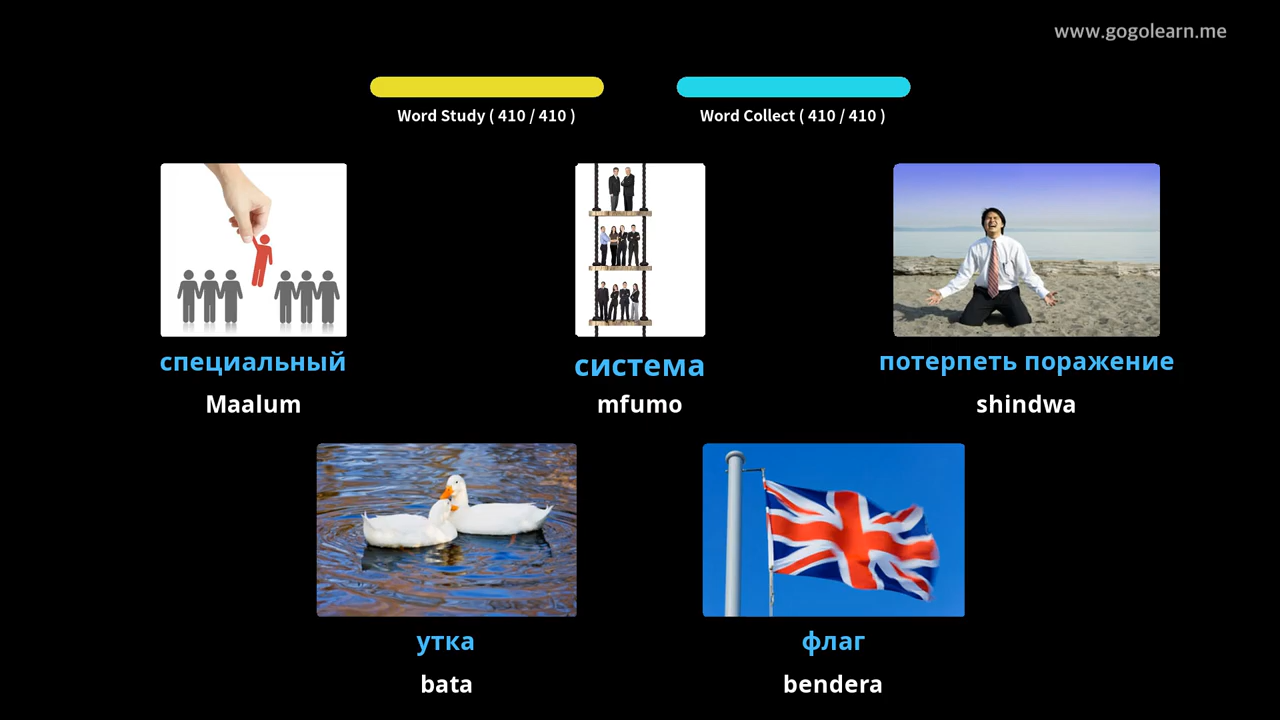 www.gogolearn.me
Word Study ( 410 / 410 )
Word Collect ( 410 / 410 )
специальный
система
потерпеть поражение
Maalum
mfumo
shindwa
утка
флаг
bata
bendera